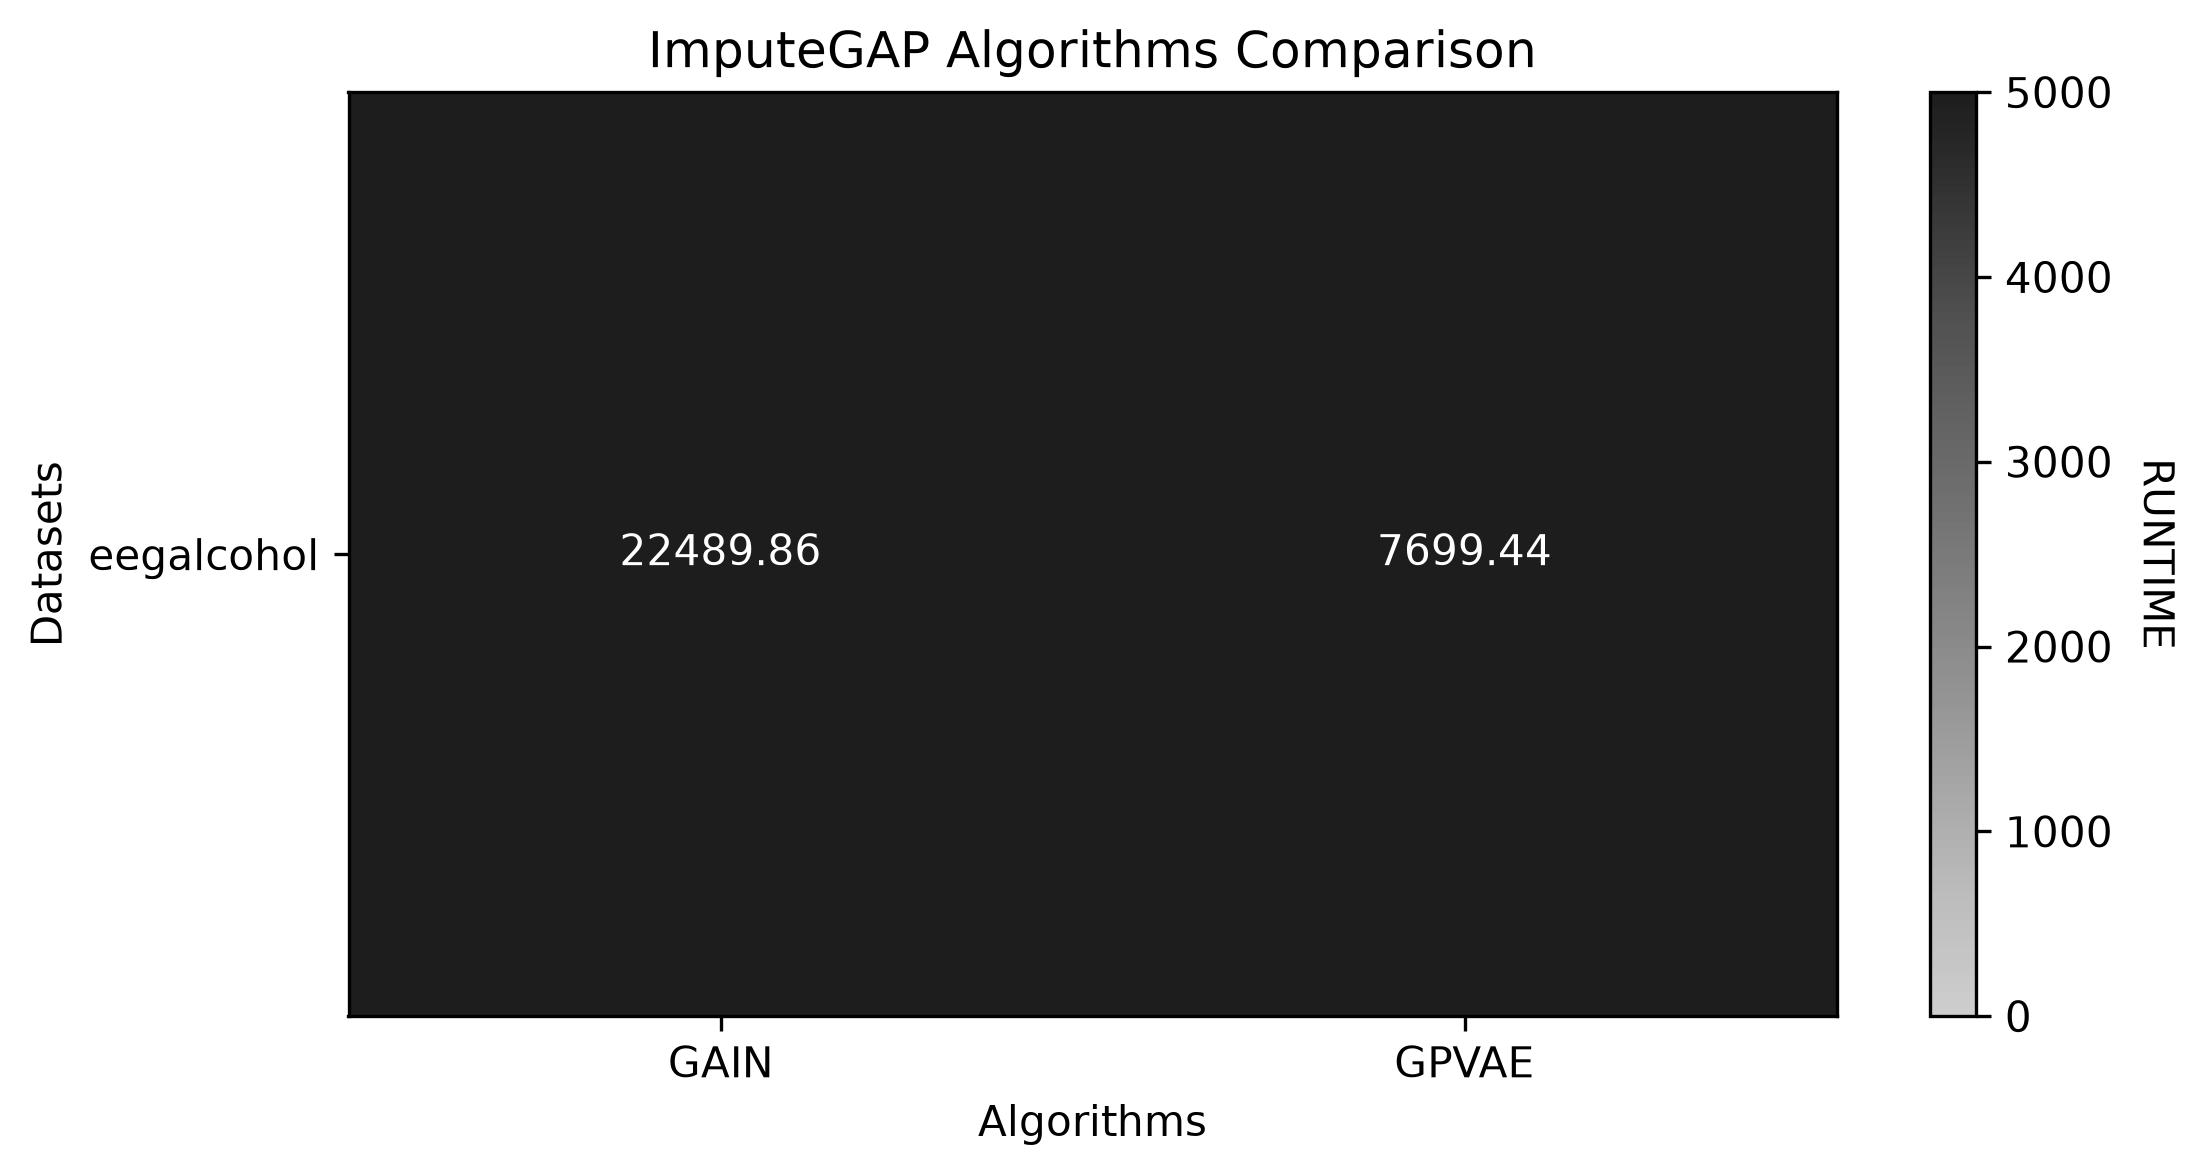 ImputeGAP Algorithms Comparison
Datasets
eegalcohol
22489.86 7699.44
GAIN GPVAE
Algorithms
5000
4000
3000
2000
1000
0
RUNTIME